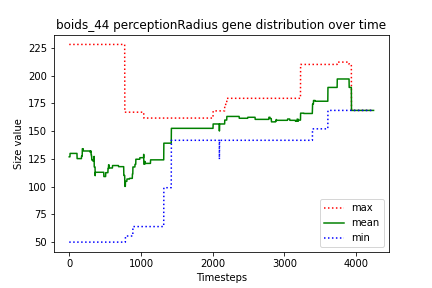 boids_44 perceptionRadius gene distribution over time
225
200
175
150
125
100
75
50
Size value
0
1000
2000
3000
4000
Timesteps
max
mean
min